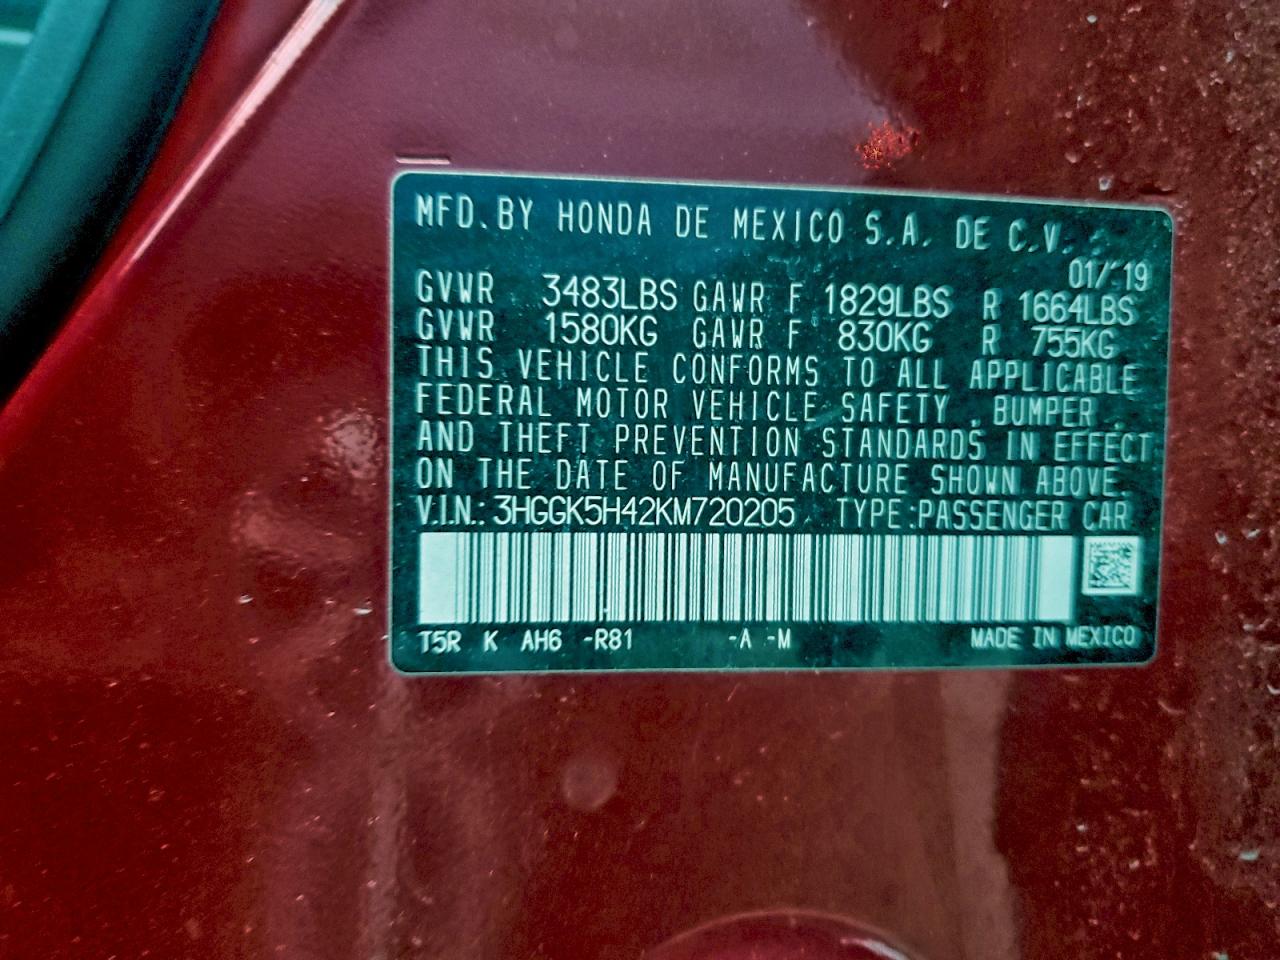 MFD. BY HONDA DE MEXICO S.A. DE C.V.
01/'19
GVWR 3483LBS GAWR F 1829LBS R 1664LBS
GVWR 1580KG GAWR F 830KG R 755KG
THIS VEHICLE CONFORMS TO ALL APPLICABLE
FEDERAL MOTOR VEHICLE SAFETY , BUMPER ,
AND THEFT PREVENTION STANDARDS IN EFFECT
ON THE DATE OF MANUFACTURE SHOWN ABOVE.
V.I.N.: 3HGGK5H42KM720205 TYPE:PASSENGER CAR
T5R K AH6 -R81 -A -M MADE IN MEXICO